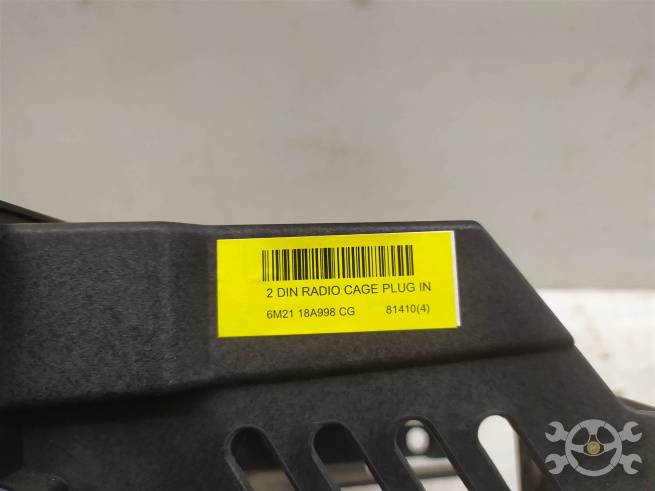 2 DIN RADIO CAGE PLUG IN
6M21 18A998 CG 81410(4)